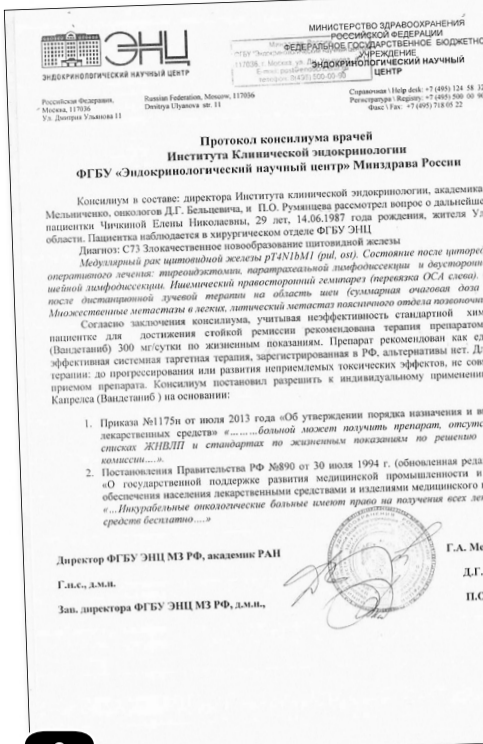 ЭНЦ
ЭНДОКРИНОЛОГИЧЕСКИЙ НАУЧНЫЙ ЦЕНТР
МИНИСТЕРСТВО ЗДРАВООХРАНЕНИЯ
РОССИЙСКОЙ ФЕДЕРАЦИИ
ФЕДЕРАЛЬНОЕ ГОСУДАРСТВЕННОЕ БЮДЖЕТНО
УЧРЕЖДЕНИЕ
ЭНДОКРИНОЛОГИЧЕСКИЙ НАУЧНЫЙ
ЦЕНТР
Российская Федерация,
Москва, 117036
Ул. Дмитрия Ульянова 11
Russian Federation, Moscow, 117036
Dmitrya Ulyanova str. 11
Справочная \ Help desk: +7 (495) 124 58 32
Регистратура \ Registry: +7 (495) 500 00 90
Факс \ Fax: +7 (495) 718 05 22
Протокол консилиума врачей
Института Клинической эндокринологии
ФГБУ «Эндокринологический научный центр» Минздрава России
Консилиум в составе: директора Института клинической эндокринологии, академика
Мельниченко, онкологов Д.Г. Бельцевича, и П.О. Румянцева рассмотрел вопрос о дальнейше
пациентки Чичкиной Елены Николаевны, 29 лет, 14.06.1987 года рождения, жителя Ул
области. Пациентка наблюдается в хирургическом отделе ФГБУ ЭНЦ
Диагноз: С73 Злокачественное новообразование щитовидной железы
Медуллярный рак щитовидной железы pT4N1bM1 (pul, ost). Состояние после циторед
оперативного лечения: тиреоидэктомии, паратрахеальной лимфодиссекции и двусторонн
шейной лимфодиссекции. Ишемический правосторонний гемипарез (перевязка ОСА слева).
после дистанционной лучевой терапии на область шеи (суммарная очаговая доза
Множественные метастазы в легких, литический метастаз поясничного отдела позвоночни
Согласно заключения консилиума, учитывая неэффективность стандартной хим
пациентке для достижения стойкой ремиссии рекомендована терапия препаратом
(Вандетаниб) 300 мг/сутки по жизненным показаниям. Препарат рекомендован как ед
эффективная системная таргетная терапия, зарегистрированная в РФ, альтернативы нет. Дл
терапии: до прогрессирования или развития неприемлемых токсических эффектов, не сов
приемом препарата. Консилиум постановил разрешить к индивидуальному применени
Капрелса (Вандетаниб ) на основании:
1. Приказа №1175н от июля 2013 года «Об утверждении порядка назначения и в
лекарственных средств» «………больной может получить препарат, отсутс
списках ЖНВЛП и стандартах по жизненным показаниям по решению
комиссии….».
2. Постановления Правительства РФ №890 от 30 июля 1994 г. (обновленная реда
«О государственной поддержке развития медицинской промышленности и
обеспечения населения лекарственными средствами и изделиями медицинского
«…Инкурабельные онкологические больные имеют право на получения всех лек
средств бесплатно….»
Директор ФГБУ ЭНЦ МЗ РФ, академик РАН
Г.А. Ме
Г.н.с., д.м.н.
Д.Г.
Зав. директора ФГБУ ЭНЦ МЗ РФ, д.м.н.,
П.О